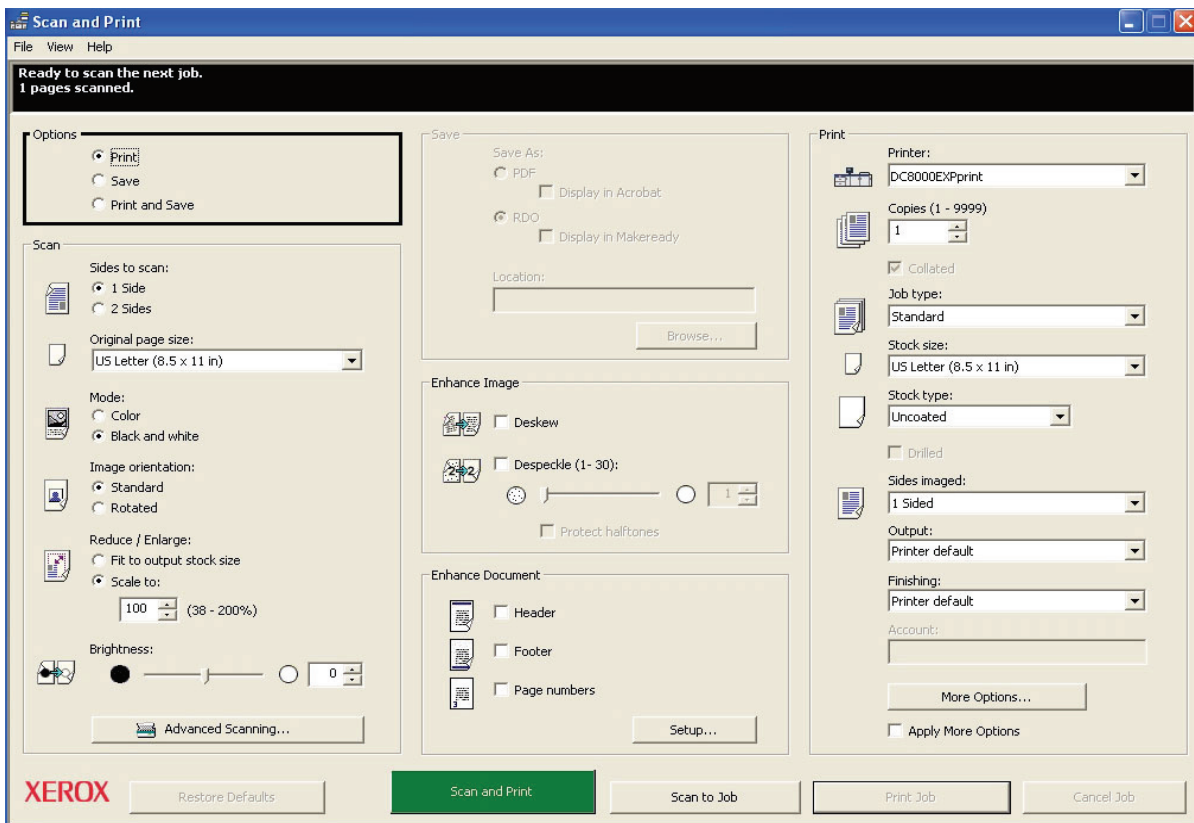 Scan and Print
File View Help
Ready to scan the next job.
1 pages scanned.
Options
Print
Save
Print and Save
Scan
Sides to scan:
1 Side
2 Sides
Original page size:
US Letter (8.5 x 11 in)
Mode:
Color
Black and white
Image orientation:
Standard
Rotated
Reduce / Enlarge:
Fit to output stock size
Scale to:
100 (38 - 200%)
Brightness:
0
Advanced Scanning...
Save
Save As:
PDF
Display in Acrobat
RDO
Display in Makeready
Location:
Browse...
Enhance Image
Deskew
Despeckle (1- 30):
1
Protect halftones
Enhance Document
Header
Footer
Page numbers
Setup...
Print
Printer:
DC8000EXPprint
Copies (1 - 9999)
1
Collated
Job type:
Standard
Stock size:
US Letter (8.5 x 11 in)
Stock type:
Uncoated
Drilled
Sides imaged:
1 Sided
Output:
Printer default
Finishing:
Printer default
Account:
More Options...
Apply More Options
XEROX
Restore Defaults
Scan and Print
Scan to Job
Print Job
Cancel Job